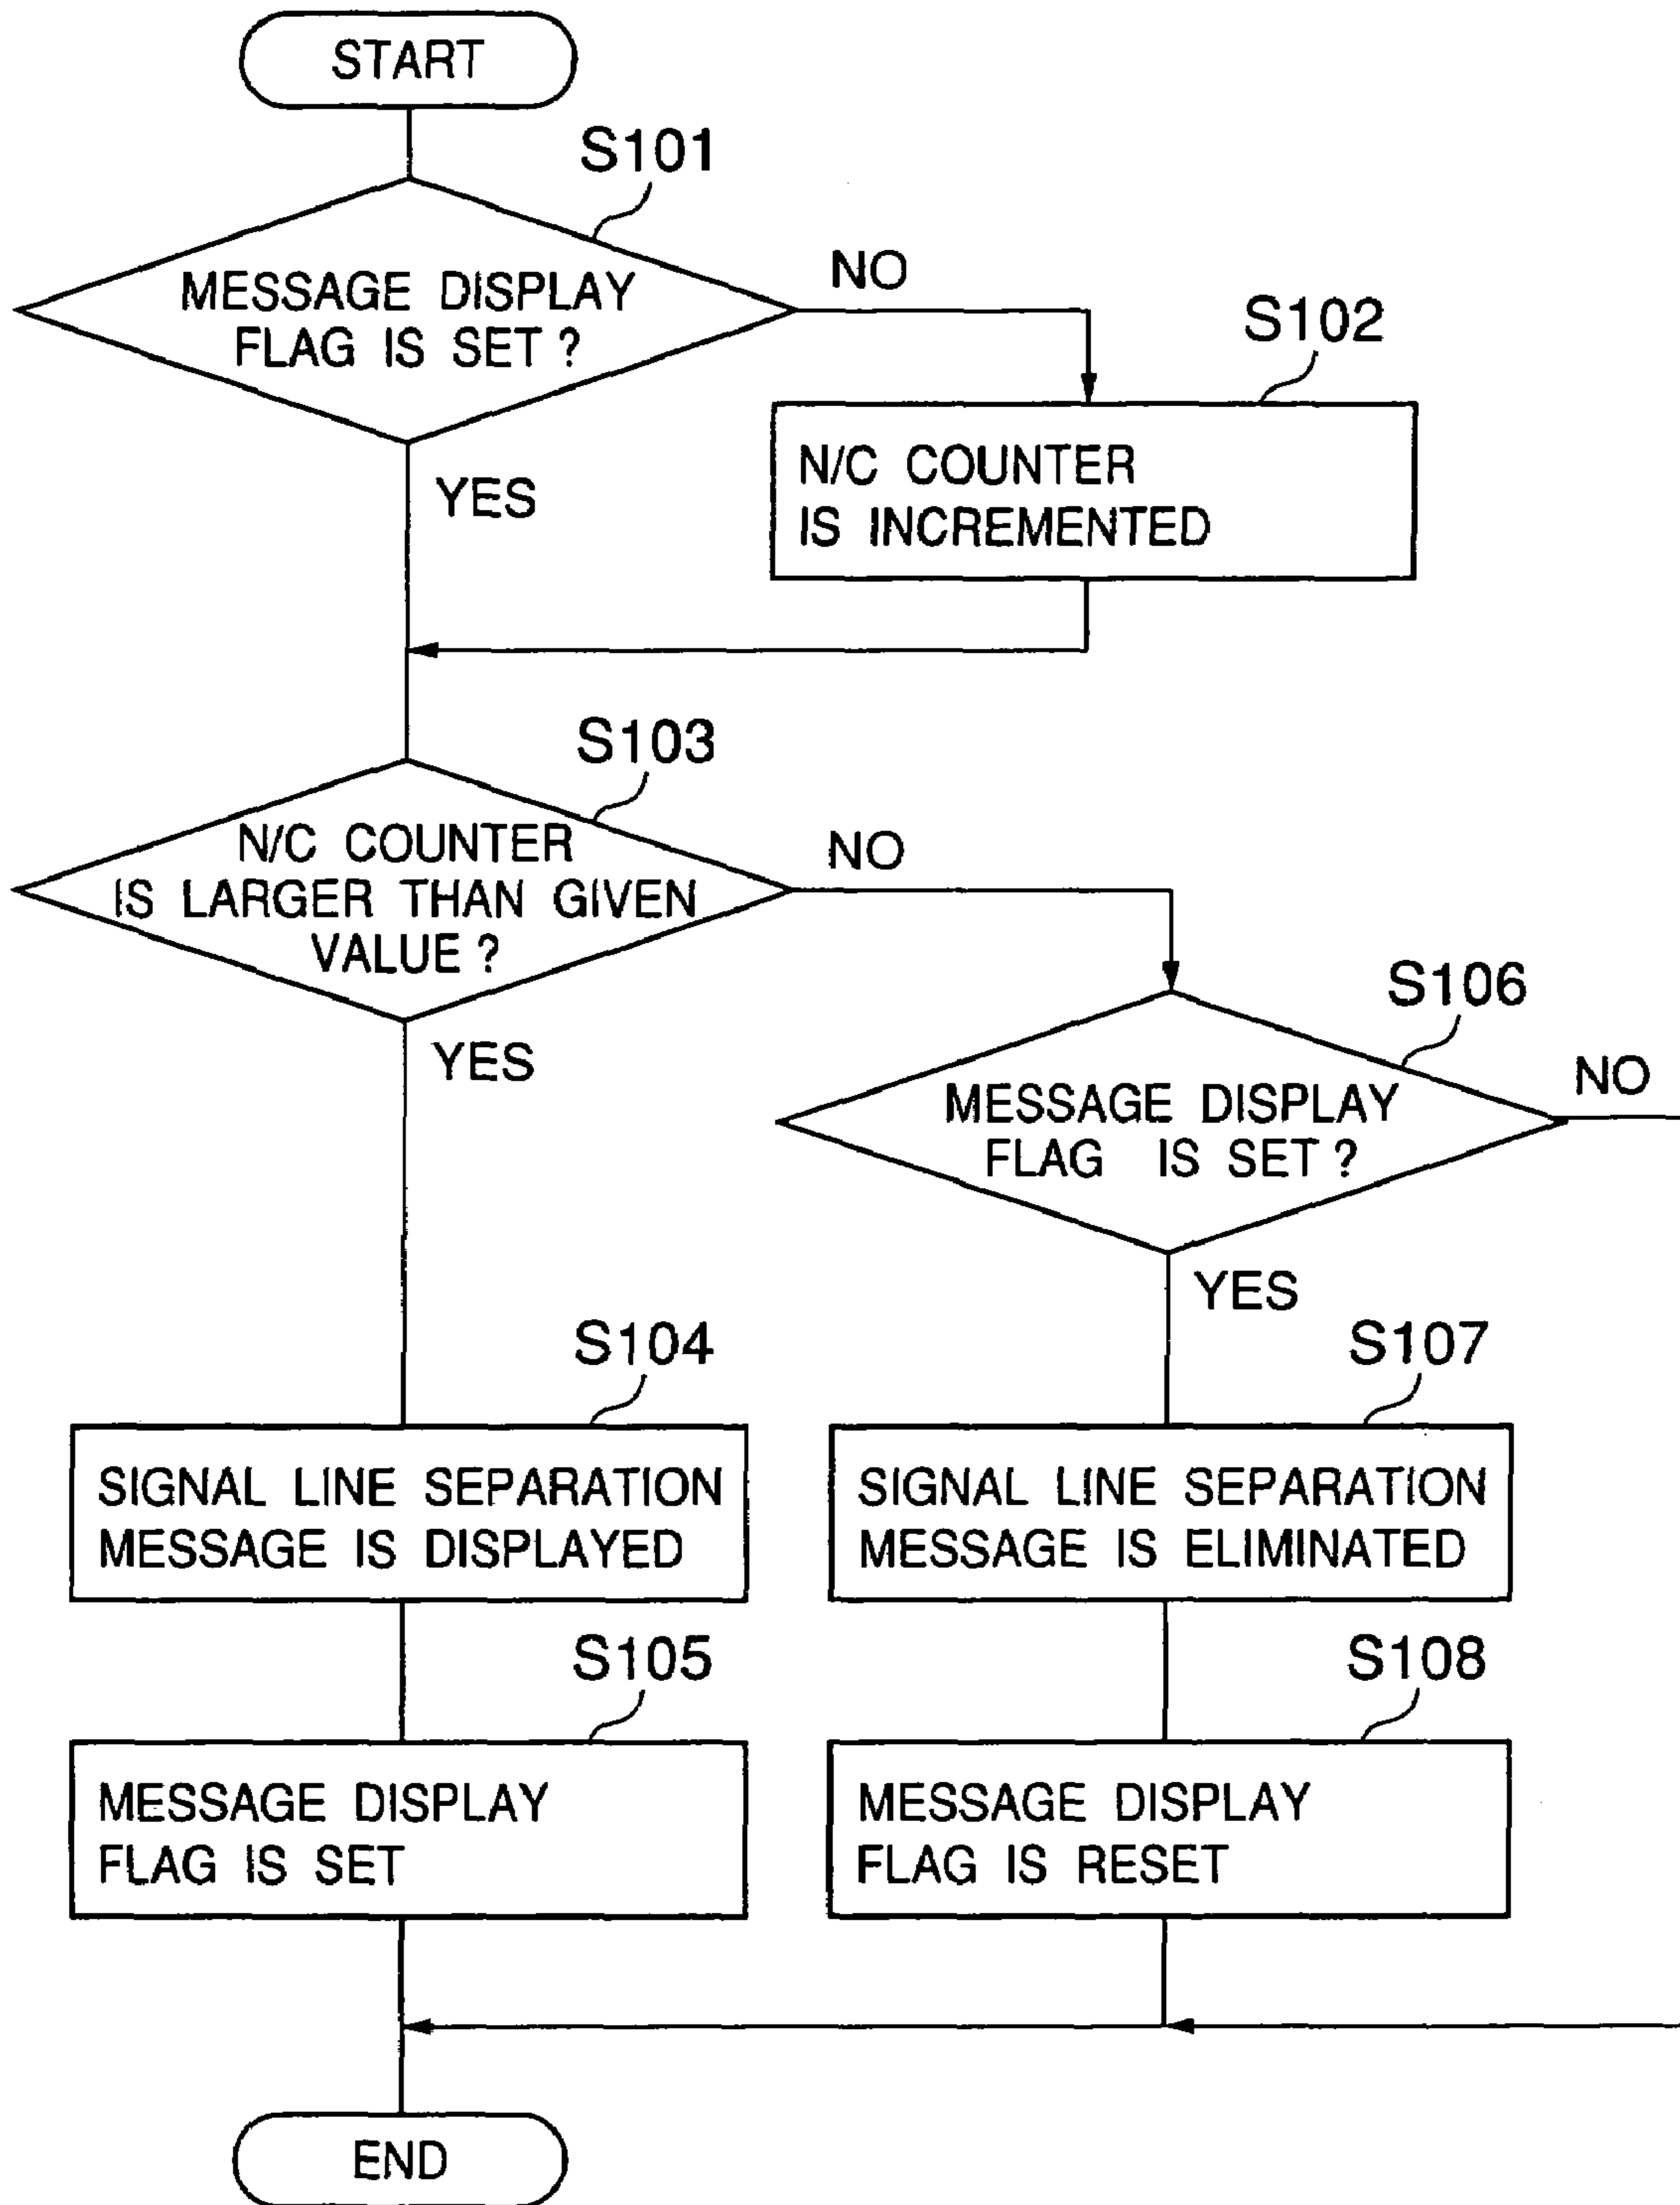 START
S101
MESSAGE DISPLAY
FLAG IS SET ?
NO
S102
N/C COUNTER
IS INCREMENTED
YES
S103
N/C COUNTER
IS LARGER THAN GIVEN
VALUE ?
NO
YES
S106
MESSAGE DISPLAY
FLAG IS SET ?
NO
YES
S104
SIGNAL LINE SEPARATION
MESSAGE IS DISPLAYED
S107
SIGNAL LINE SEPARATION
MESSAGE IS ELIMINATED
S105
MESSAGE DISPLAY
FLAG IS SET
S108
MESSAGE DISPLAY
FLAG IS RESET
END